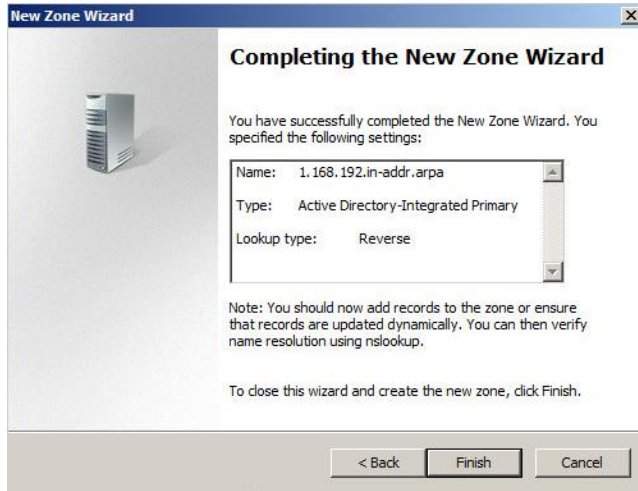 New Zone Wizard
Completing the New Zone Wizard
You have successfully completed the New Zone Wizard. You
specified the following settings:
Name: 1.168.192.in-addr.arpa
Type: Active Directory-Integrated Primary
Lookup type: Reverse
Note: You should now add records to the zone or ensure
that records are updated dynamically. You can then verify
name resolution using nslookup.
To close this wizard and create the new zone, click Finish.
< Back Finish Cancel